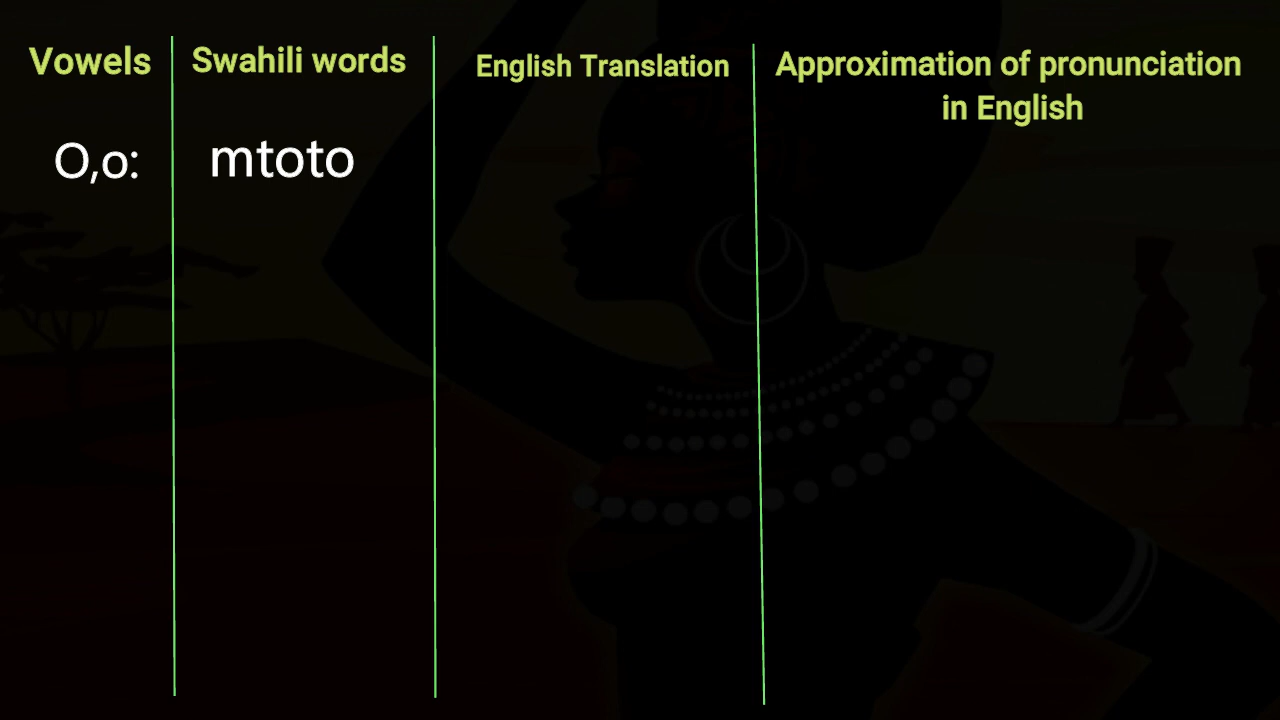 Vowels
Swahili words
English Translation
Approximation of pronunciation
in English
O,o:
mtoto